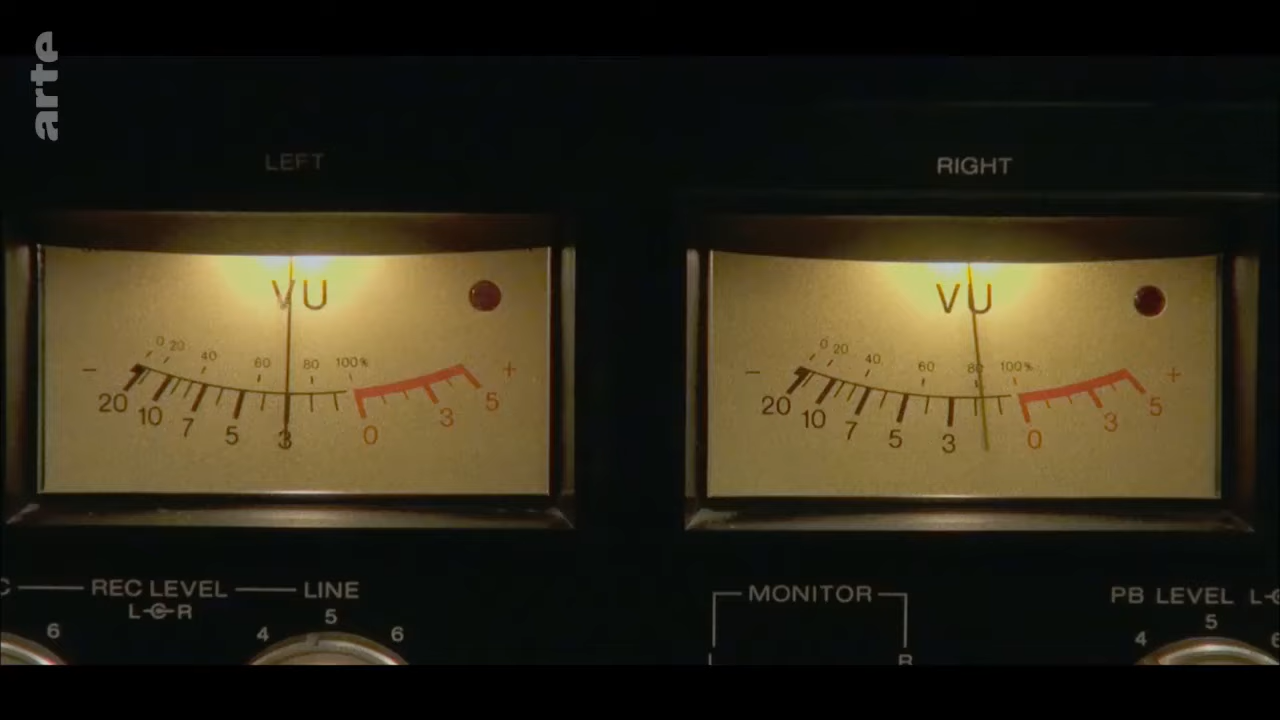 arte
LEFT
RIGHT
VU
0 20 40 60 80 100%
- 20 10 7 5 3 0 3 5 +
VU
0 20 40 60 80 100%
- 20 10 7 5 3 0 3 5 +
REC LEVEL
L R
LINE
6
4 5 6
MONITOR
L R
PB LEVEL L
4 5 6